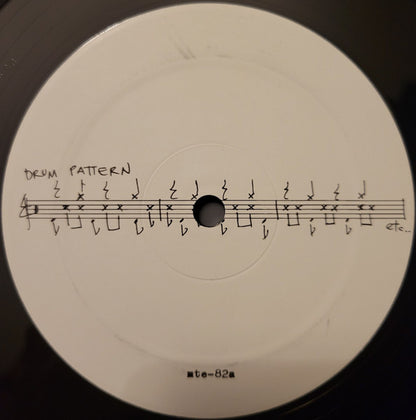 DRUM PATTERN
etc..
mte-82a